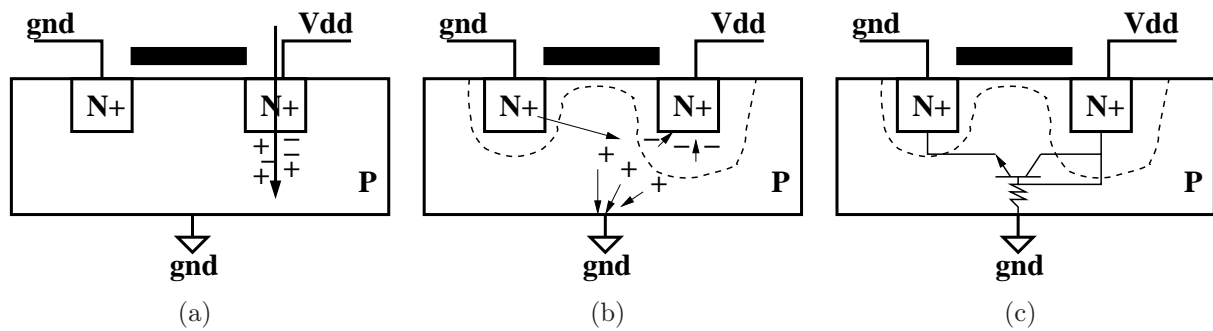 gnd Vdd
N+ N+
+ −
− −
+ +
P
gnd
(a)
gnd Vdd
N+ N+
− − −
+ + +
P
gnd
(b)
gnd Vdd
N+ N+
P
gnd
(c)